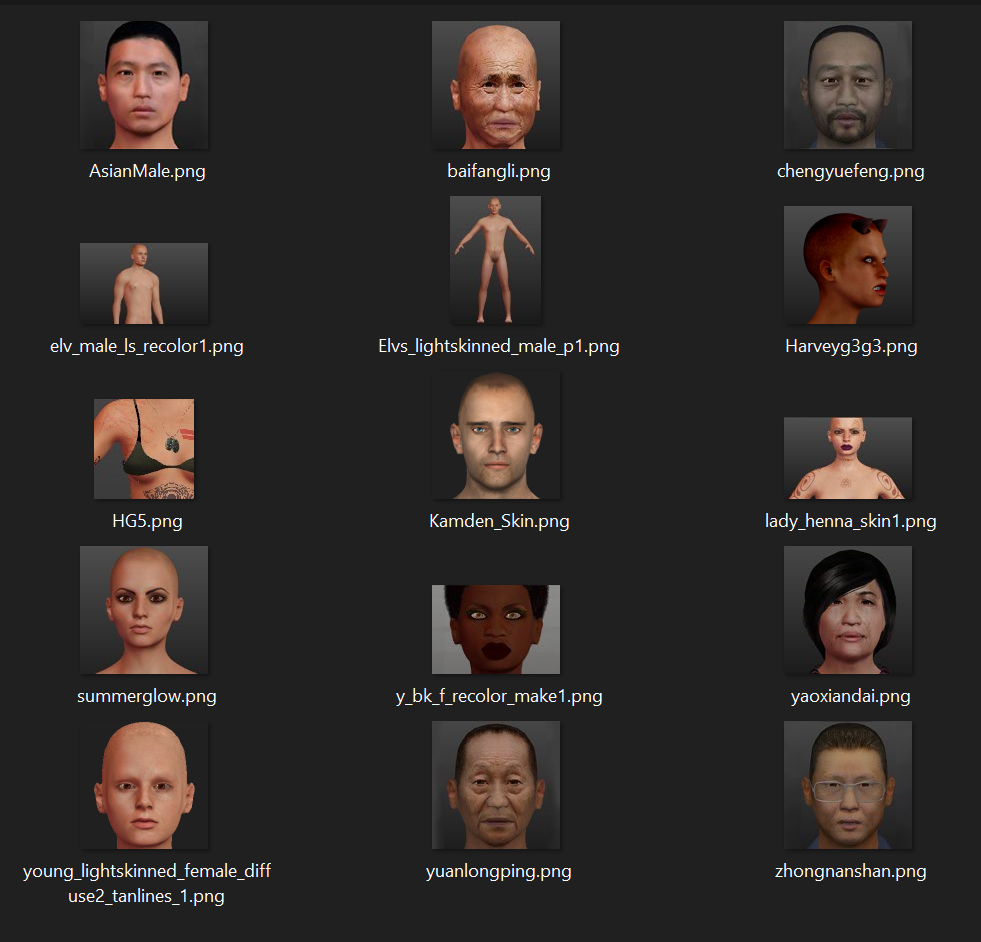 AsianMale.png
baifangli.png
chengyuefeng.png
elv_male_ls_recolor1.png
Elvs_lightskinned_male_p1.png
Harveyg3g3.png
HG5.png
Kamden_Skin.png
lady_henna_skin1.png
summerglow.png
y_bk_f_recolor_make1.png
yaoxiandai.png
young_lightskinned_female_diff
use2_tanlines_1.png
yuanlongping.png
zhongnanshan.png